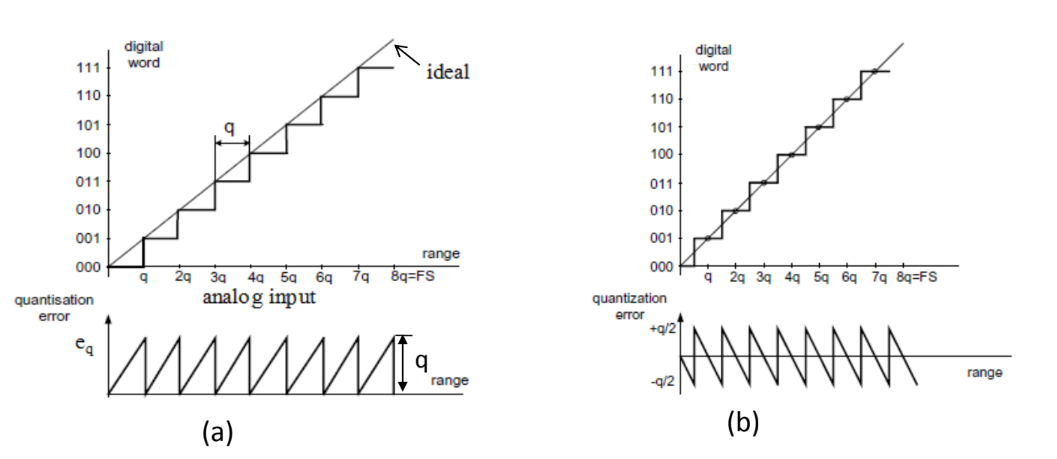 digital
word
111
110
101
100
011
010
001
000
ideal
q
range
q 2q 3q 4q 5q 6q 7q 8q=FS
analog input
quantisation
error
eq
q
range
(a)
digital
word
111
110
101
100
011
010
001
000
q 2q 3q 4q 5q 6q 7q 8q=FS
quantization
error
+q/2
-q/2
range
(b)